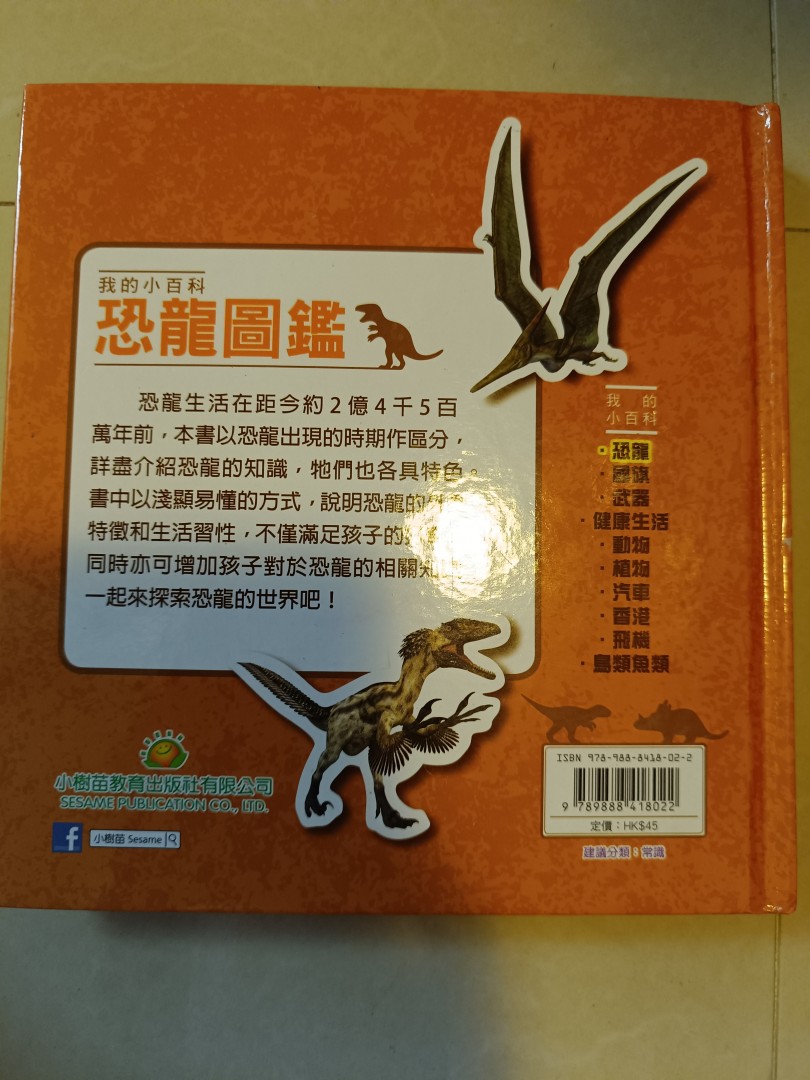 我的小百科
恐龍圖鑑
恐龍生活在距今約2億4千5百
萬年前，本書以恐龍出現的時期作區分，
詳盡介紹恐龍的知識，牠們也各具特色。
書中以淺顯易懂的方式，說明恐龍的
特徵和生活習性，不僅滿足孩子的
同時亦可增加孩子對於恐龍的相關知
一起來探索恐龍的世界吧！
我的
小百科
·恐龍
·國旗
·武器
·健康生活
·動物
·植物
·汽車
·香港
·飛機
·鳥類魚類
SESAME
小樹苗教育出版社有限公司
SESAME PUBLICATION CO., LTD.
f
小樹苗 Sesame
ISBN 978-988-8418-02-2
9 789888 418022
定價：HK$45
建議分類：常識